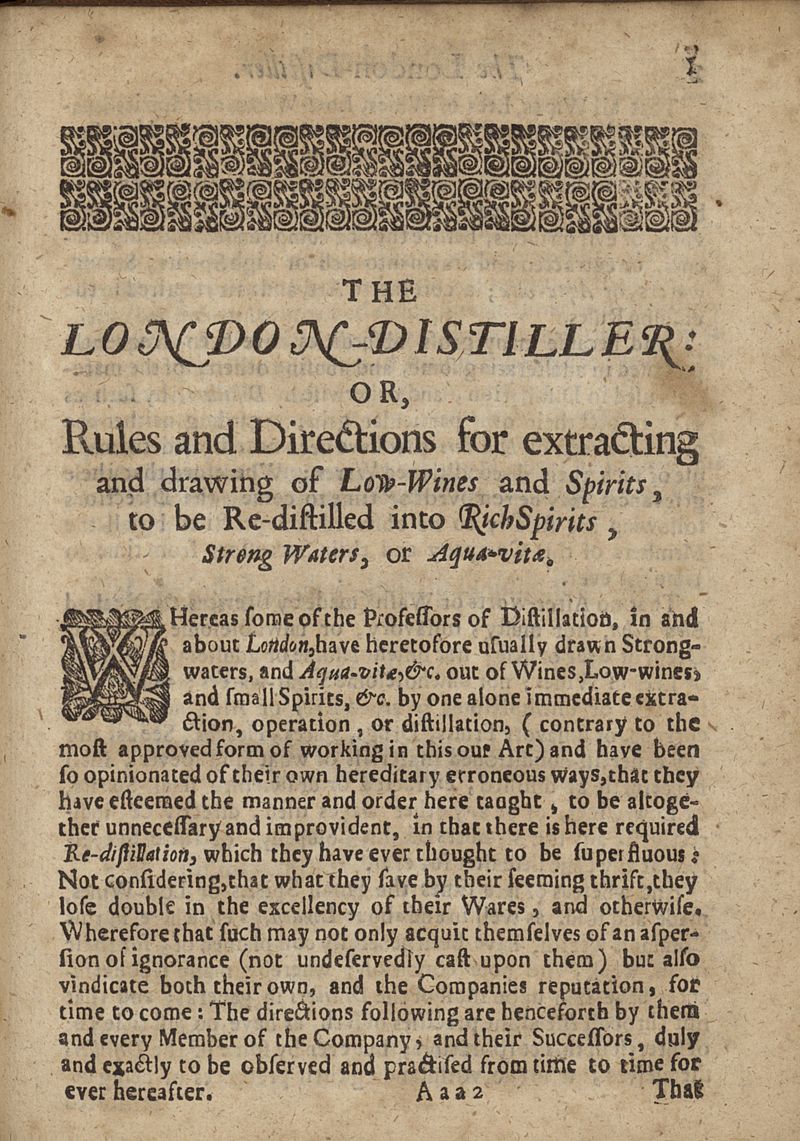 1
THE
LONDON-DISTILLER:
OR,
Rules and Directions for extracting
and drawing of Low-Wines and Spirits,
to be Re-diſtilled into Rich Spirits,
Strong Waters, or Aqua-vitæ.
WHereas ſome of the Profeſſors of Diſtillation, in and
about London, have heretofore uſually drawn Strong-
waters, and Aqua-vitæ, &c. out of Wines, Low-wines,
and ſmall Spirits, &c. by one alone immediate extra-
ction, operation, or diſtillation, (contrary to the
moſt approved form of working in this our Art) and have been
ſo opinionated of their own hereditary erroneous ways, that they
have eſteemed the manner and order here taught, to be altoge-
ther unneceſſary and improvident, in that there is here required
Re-diſtillation, which they have ever thought to be ſuperfluous:
Not conſidering, that what they ſave by their ſeeming thrift, they
loſe double in the excellency of their Wares, and otherwiſe.
Wherefore that ſuch may not only acquit themſelves of an aſper-
ſion of ignorance (not undeſervedly caſt upon them) but alſo
vindicate both their own, and the Companies reputation, for
time to come: The directions following are henceforth by them
and every Member of the Company, and their Succeſſors, duly
and exactly to be obſerved and practiſed from time to time for
ever hereafter. Aaaa2 That